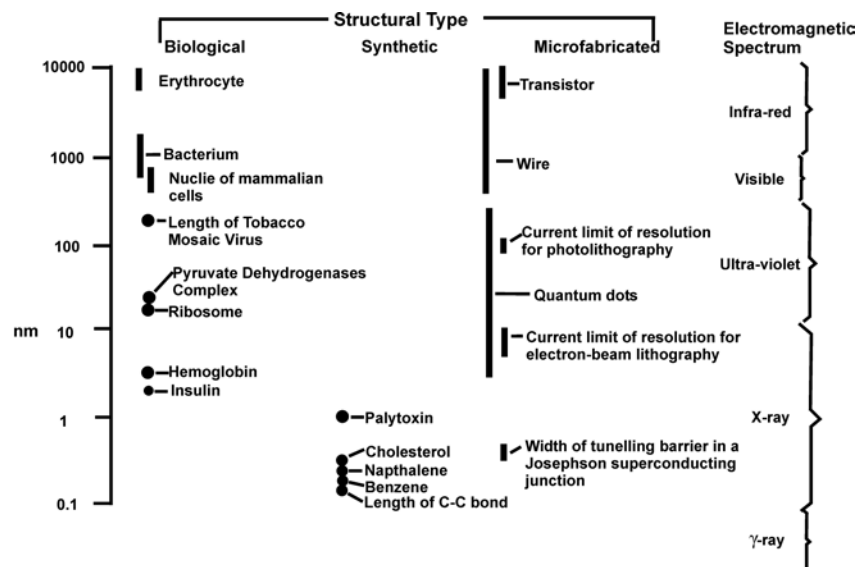 Structural Type
Biological
Synthetic
Microfabricated
Electromagnetic
Spectrum
nm
10000
1000
100
10
1
0.1
Erythrocyte
Bacterium
Nuclie of mammalian
cells
Length of Tobacco
Mosaic Virus
Pyruvate Dehydrogenases
Complex
Ribosome
Hemoglobin
Insulin
Palytoxin
Cholesterol
Napthalene
Benzene
Length of C-C bond
Transistor
Wire
Current limit of resolution
for photolithography
Quantum dots
Current limit of resolution for
electron-beam lithography
Width of tunelling barrier in a
Josephson superconducting
junction
Infra-red
Visible
Ultra-violet
X-ray
γ-ray